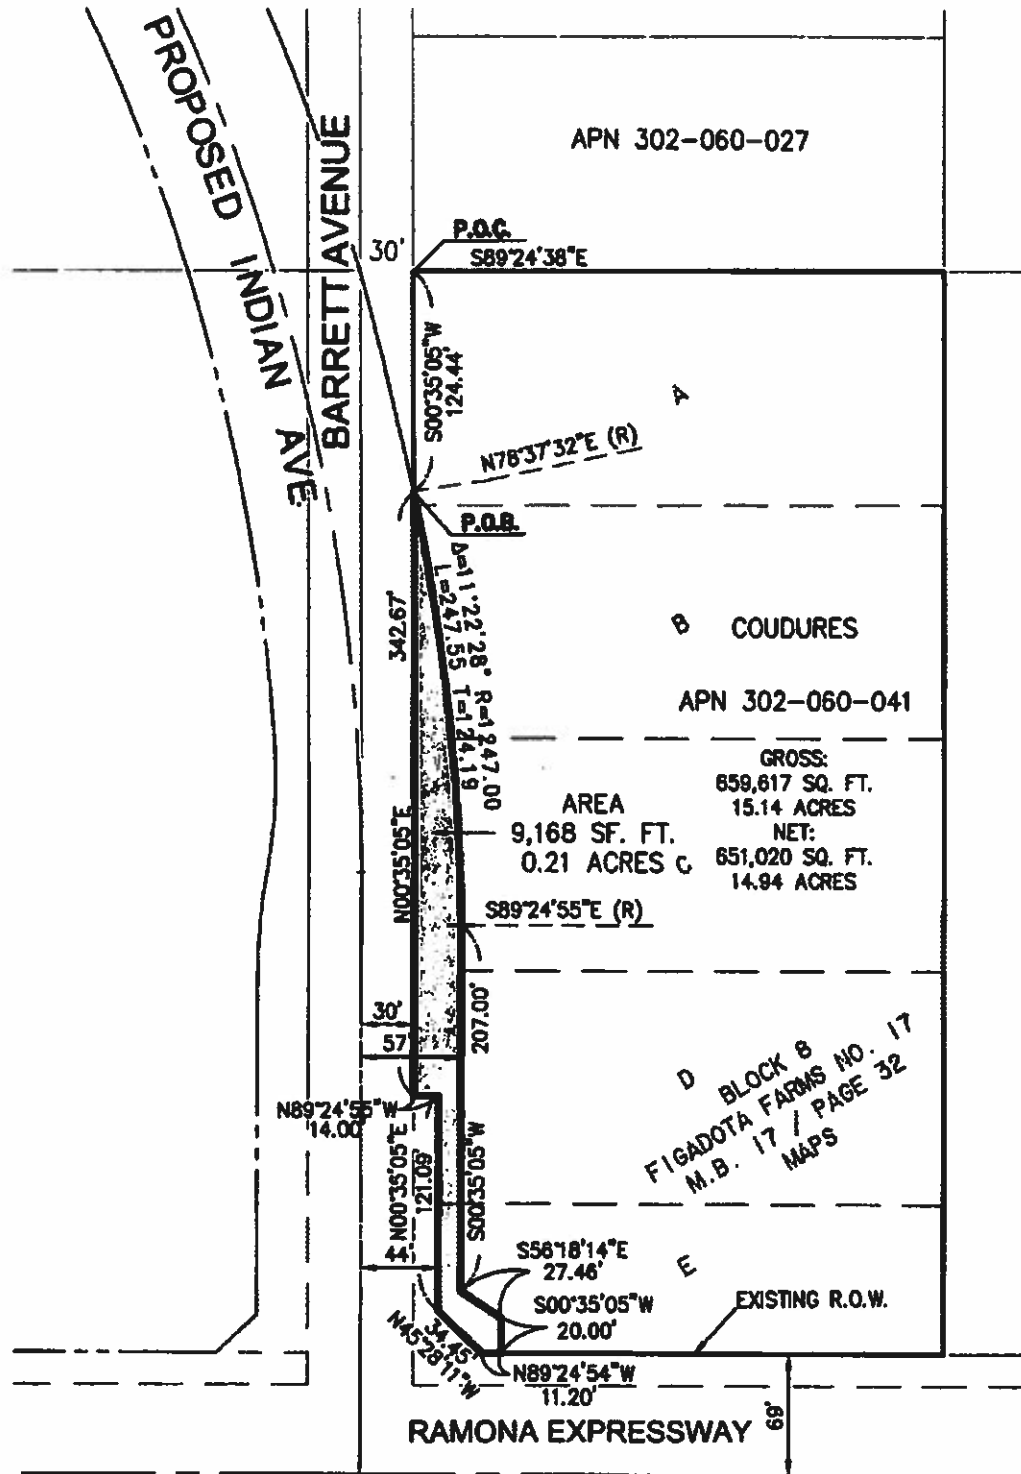 PROPOSED INDIAN AVE
BARRETT AVENUE
APN 302-060-027
P.O.C.
30'
S89°24'38"E
S00°35'05"W
124.44'
A
N78°37'32"E (R)
P.O.B.
Δ=11°22'28" R=1247.00
L=247.55 T=124.19
342.67'
N00°35'05"E
B
COUDURES
APN 302-060-041
GROSS:
659,617 SQ. FT.
15.14 ACRES
NET:
651,020 SQ. FT.
14.94 ACRES
AREA
9,168 SF. FT.
0.21 ACRES
C
S89°24'55"E (R)
30'
57'
207.00'
N89°24'55"W
14.00'
N00°35'05"E
121.09'
S00°35'05"W
44'
D
BLOCK 8
FIGADOTA FARMS NO. 17
M.B. 17 / PAGE 32
MAPS
S56°18'14"E
27.46'
E
S00°35'05"W
20.00'
EXISTING R.O.W.
34.45'
N45°28'11"W
N89°24'54"W
11.20'
RAMONA EXPRESSWAY
69'